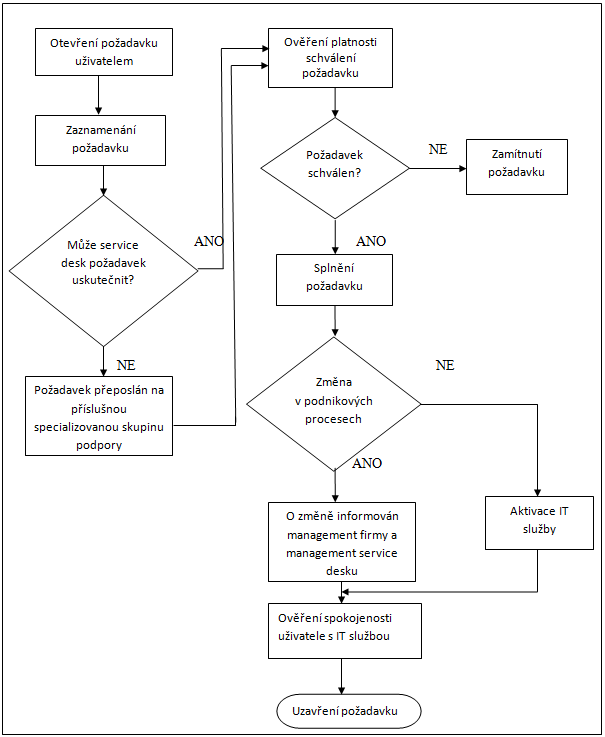 Otevření požadavku
uživatelem
Zaznamenání
požadavku
Může service
desk požadavek
uskutečnit?
ANO
NE
Požadavek přeposlán na
příslušnou
specializovanou skupinu
podpory
Ověření platnosti
schválení
požadavku
Požadavek
schválen?
NE
Zamítnutí
požadavku
ANO
Splnění
požadavku
Změna
v podnikových
procesech
NE
ANO
O změně informován
management firmy a
management service
desku
Aktivace IT
služby
Ověření spokojenosti
uživatele s IT službou
Uzavření požadavku